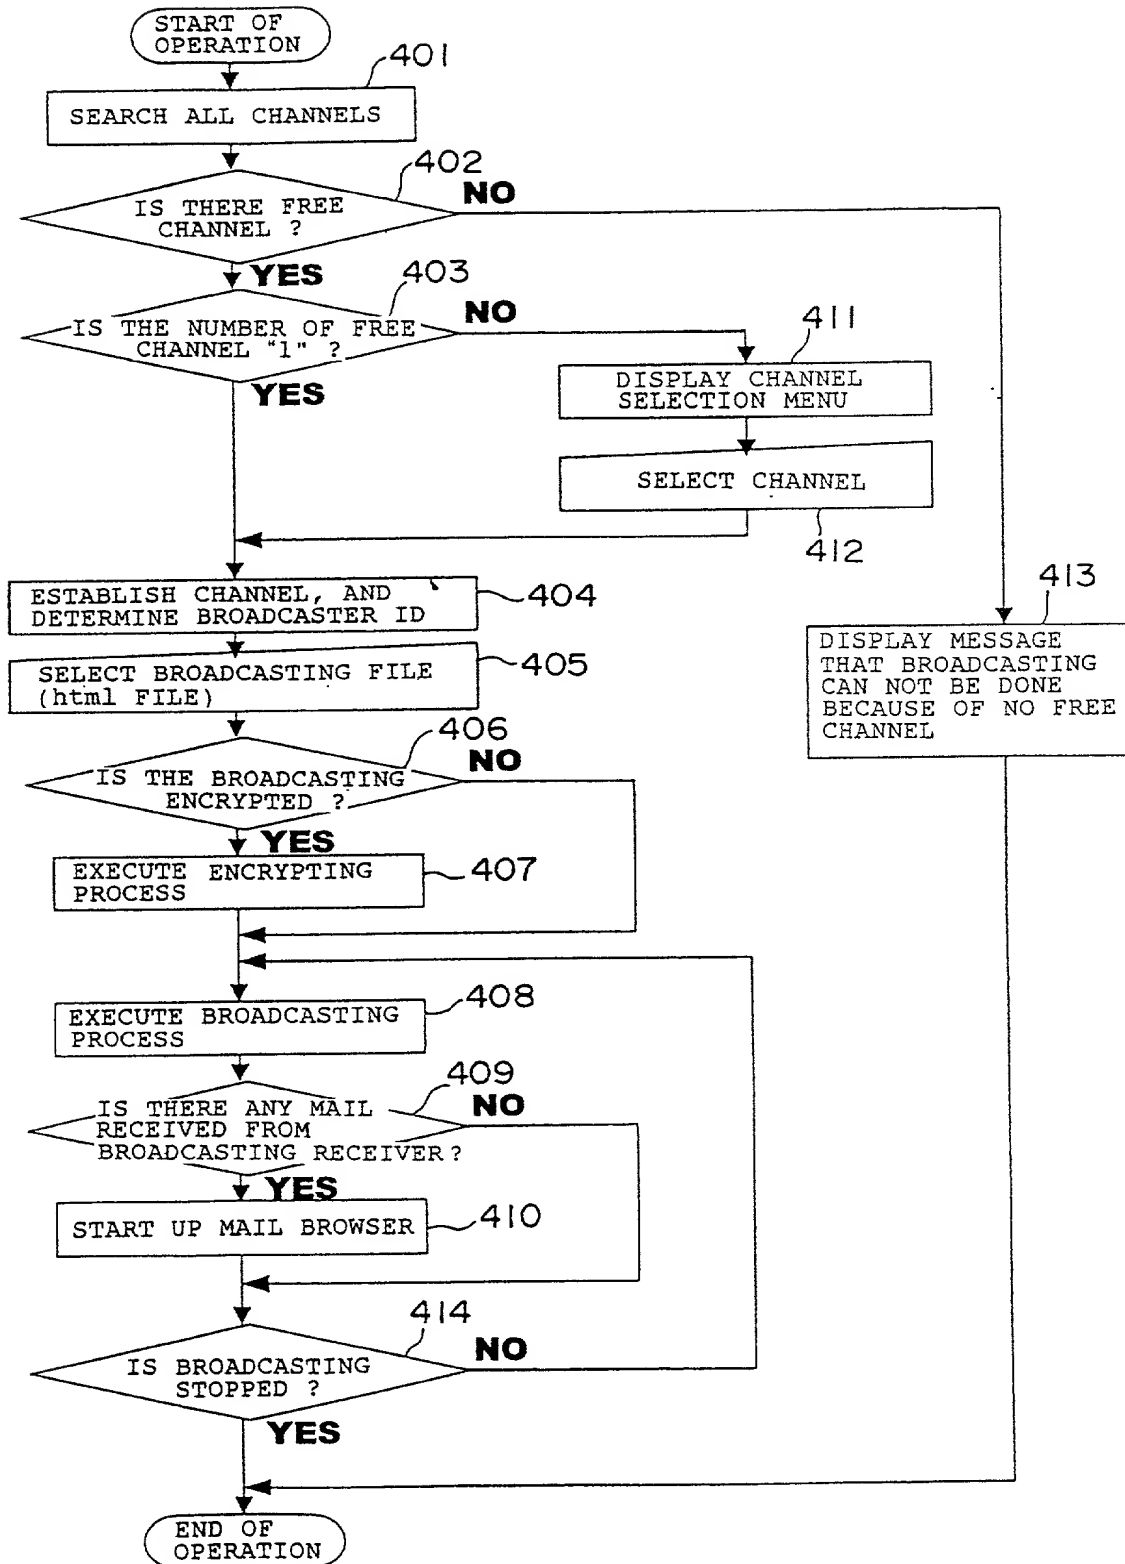 START OF
OPERATION
401
SEARCH ALL CHANNELS
402
NO
IS THERE FREE
CHANNEL ?
YES
403
NO
IS THE NUMBER OF FREE
CHANNEL "1" ?
YES
411
DISPLAY CHANNEL
SELECTION MENU
SELECT CHANNEL
412
ESTABLISH CHANNEL, AND
DETERMINE BROADCASTER ID
404
SELECT BROADCASTING FILE
(html FILE)
405
413
DISPLAY MESSAGE
THAT BROADCASTING
CAN NOT BE DONE
BECAUSE OF NO FREE
CHANNEL
406
NO
IS THE BROADCASTING
ENCRYPTED ?
YES
EXECUTE ENCRYPTING
PROCESS
407
EXECUTE BROADCASTING
PROCESS
408
409
NO
IS THERE ANY MAIL
RECEIVED FROM
BROADCASTING RECEIVER?
YES
START UP MAIL BROWSER
410
414
NO
IS BROADCASTING
STOPPED ?
YES
END OF
OPERATION